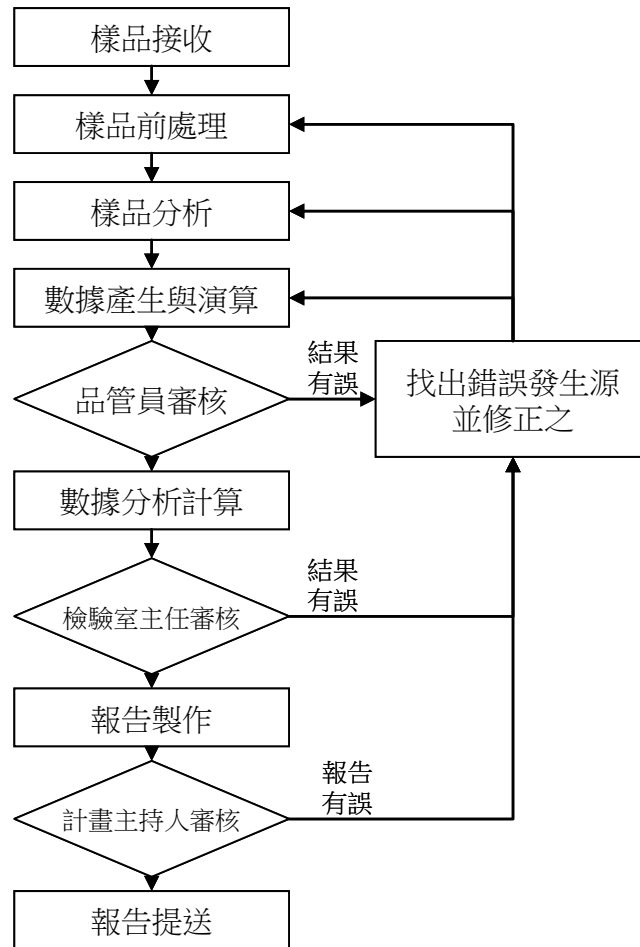 樣品接收
樣品前處理
樣品分析
數據產生與演算
結果
有誤
品管員審核
找出錯誤發生源
並修正之
數據分析計算
結果
有誤
檢驗室主任審核
報告製作
報告
有誤
計畫主持人審核
報告提送